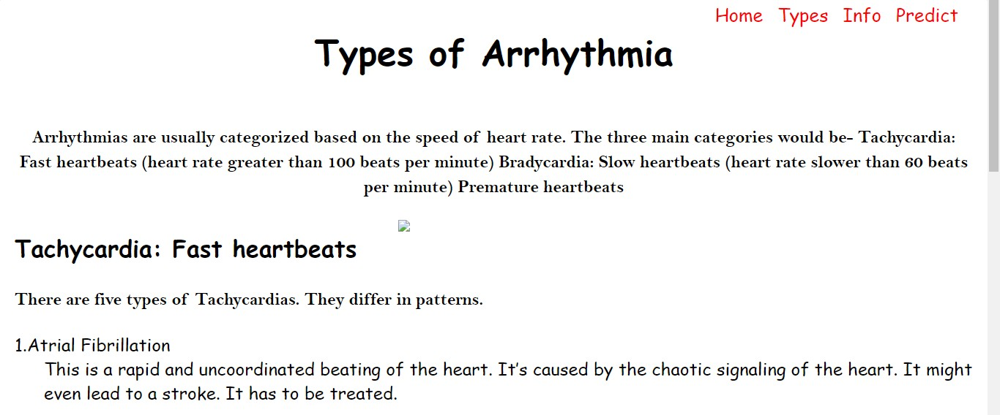 Home Types Info Predict
Types of Arrhythmia
Arrhythmias are usually categorized based on the speed of heart rate. The three main categories would be- Tachycardia:
Fast heartbeats (heart rate greater than 100 beats per minute) Bradycardia: Slow heartbeats (heart rate slower than 60 beats
per minute) Premature heartbeats
Tachycardia: Fast heartbeats
There are five types of Tachycardias. They differ in patterns.
1.Atrial Fibrillation
This is a rapid and uncoordinated beating of the heart. It's caused by the chaotic signaling of the heart. It might
even lead to a stroke. It has to be treated.